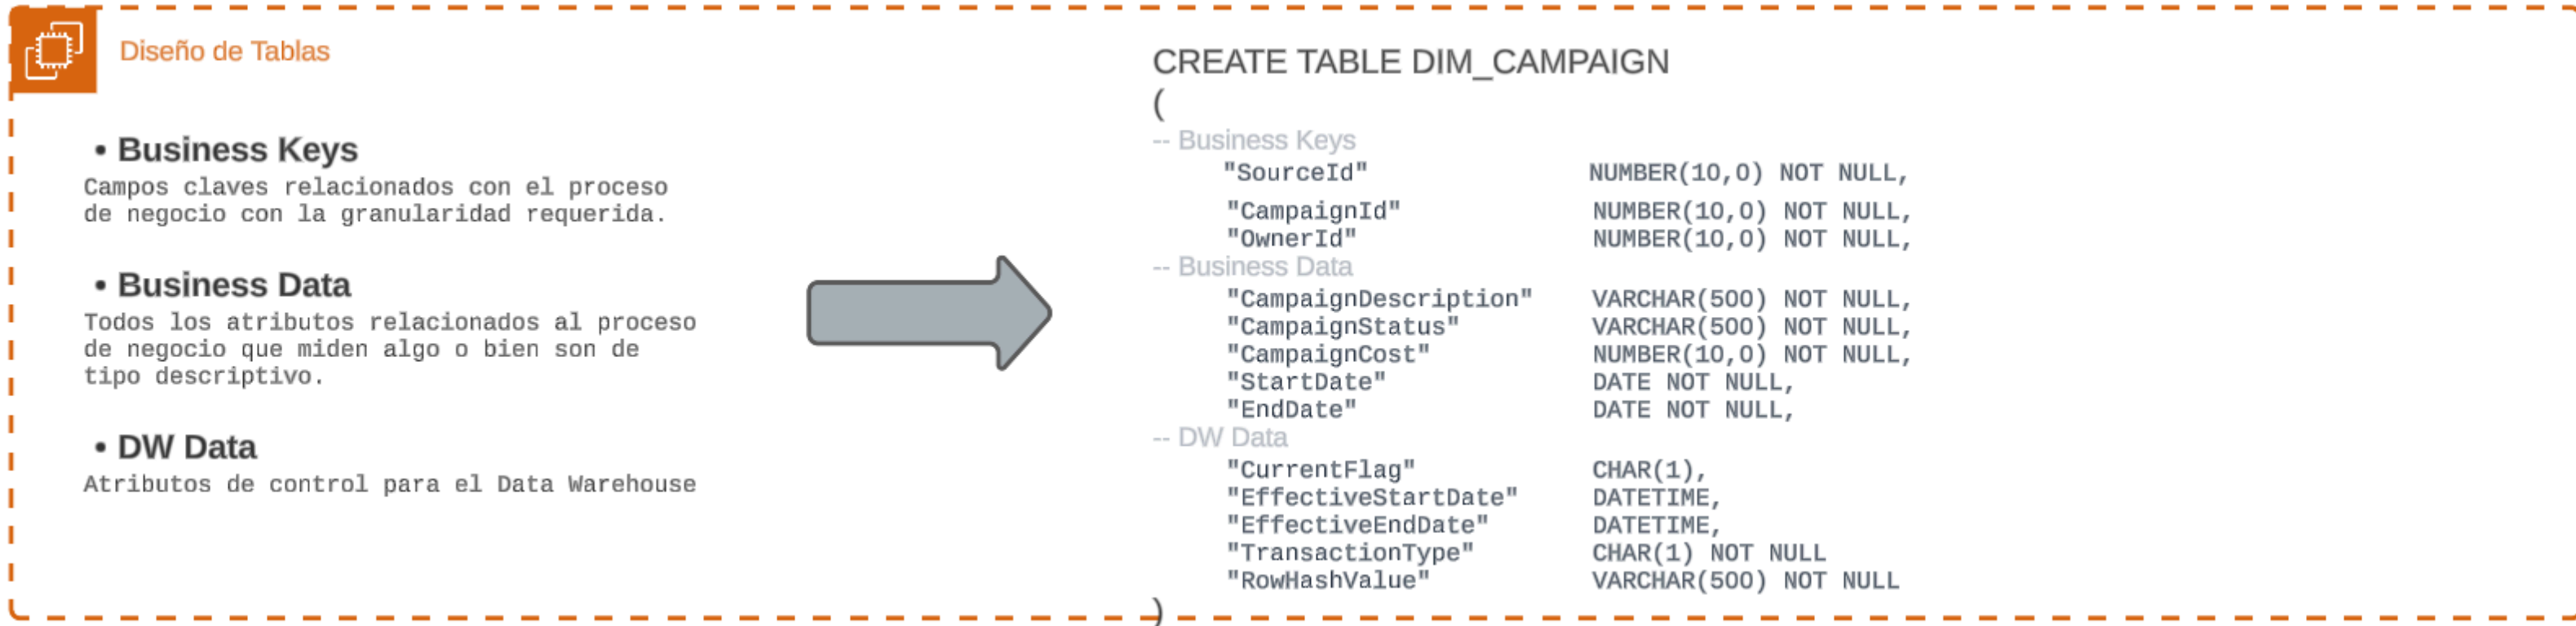 Diseño de Tablas
• Business Keys
Campos claves relacionados con el proceso
de negocio con la granularidad requerida.
• Business Data
Todos los atributos relacionados al proceso
de negocio que miden algo o bien son de
tipo descriptivo.
• DW Data
Atributos de control para el Data Warehouse
CREATE TABLE DIM_CAMPAIGN
(
-- Business Keys
"SourceId" NUMBER(10,0) NOT NULL,
"CampaignId" NUMBER(10,0) NOT NULL,
"OwnerId" NUMBER(10,0) NOT NULL,
-- Business Data
"CampaignDescription" VARCHAR(500) NOT NULL,
"CampaignStatus" VARCHAR(500) NOT NULL,
"CampaignCost" NUMBER(10,0) NOT NULL,
"StartDate" DATE NOT NULL,
"EndDate" DATE NOT NULL,
-- DW Data
"CurrentFlag" CHAR(1),
"EffectiveStartDate" DATETIME,
"EffectiveEndDate" DATETIME,
"TransactionType" CHAR(1) NOT NULL
"RowHashValue" VARCHAR(500) NOT NULL
)